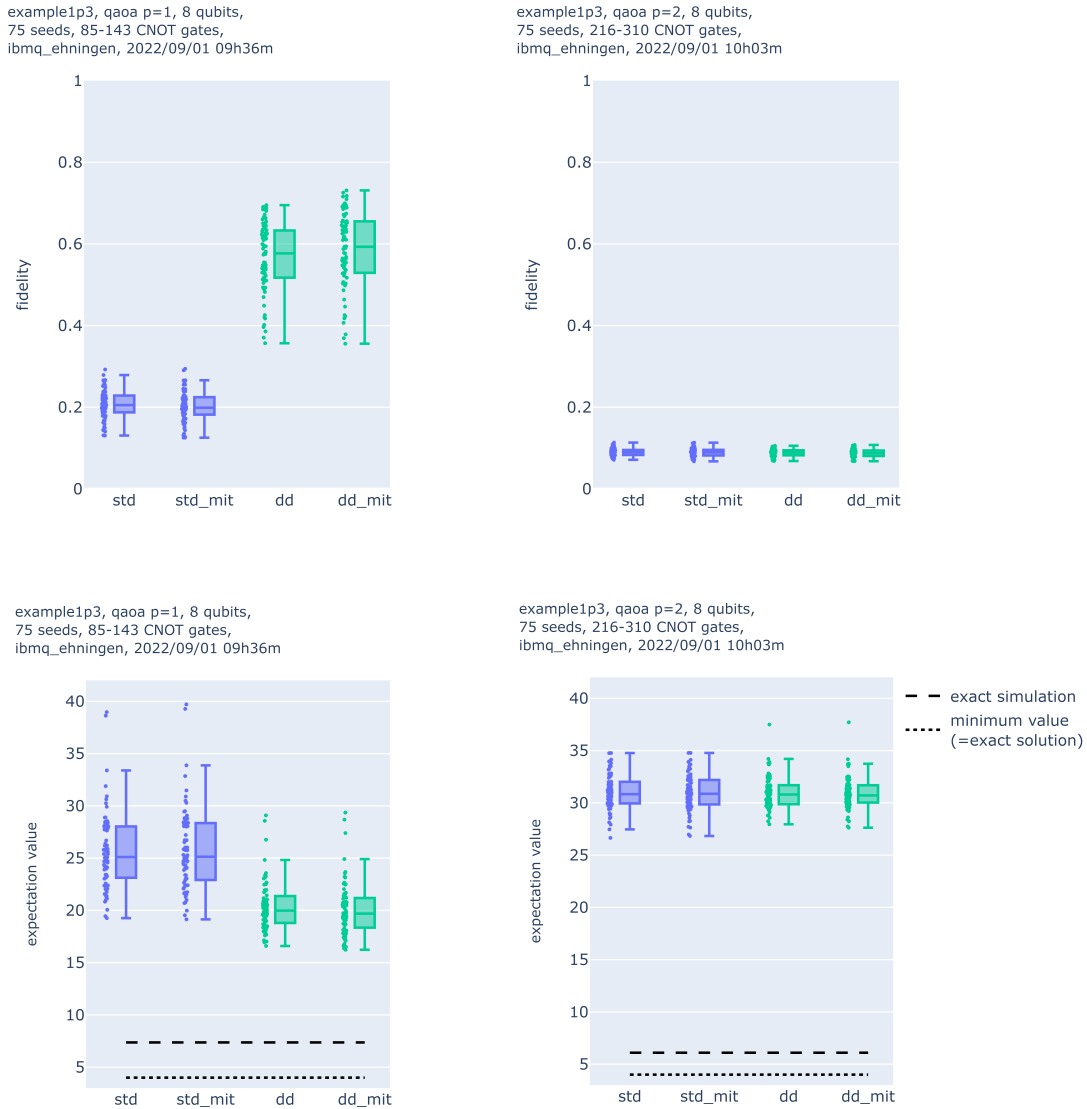 example1p3, qaoa p=1, 8 qubits,
75 seeds, 85-143 CNOT gates,
ibmq_ehningen, 2022/09/01 09h36m
example1p3, qaoa p=2, 8 qubits,
75 seeds, 216-310 CNOT gates,
ibmq_ehningen, 2022/09/01 10h03m
1
0.8
0.6
0.4
0.2
0
fidelity
std
std_mit
dd
dd_mit
1
0.8
0.6
0.4
0.2
0
fidelity
std
std_mit
dd
dd_mit
example1p3, qaoa p=1, 8 qubits,
75 seeds, 85-143 CNOT gates,
ibmq_ehningen, 2022/09/01 09h36m
example1p3, qaoa p=2, 8 qubits,
75 seeds, 216-310 CNOT gates,
ibmq_ehningen, 2022/09/01 10h03m
40
35
30
25
20
15
10
5
expectation value
std
std_mit
dd
dd_mit
40
35
30
25
20
15
10
5
expectation value
std
std_mit
dd
dd_mit
exact simulation
minimum value
(=exact solution)